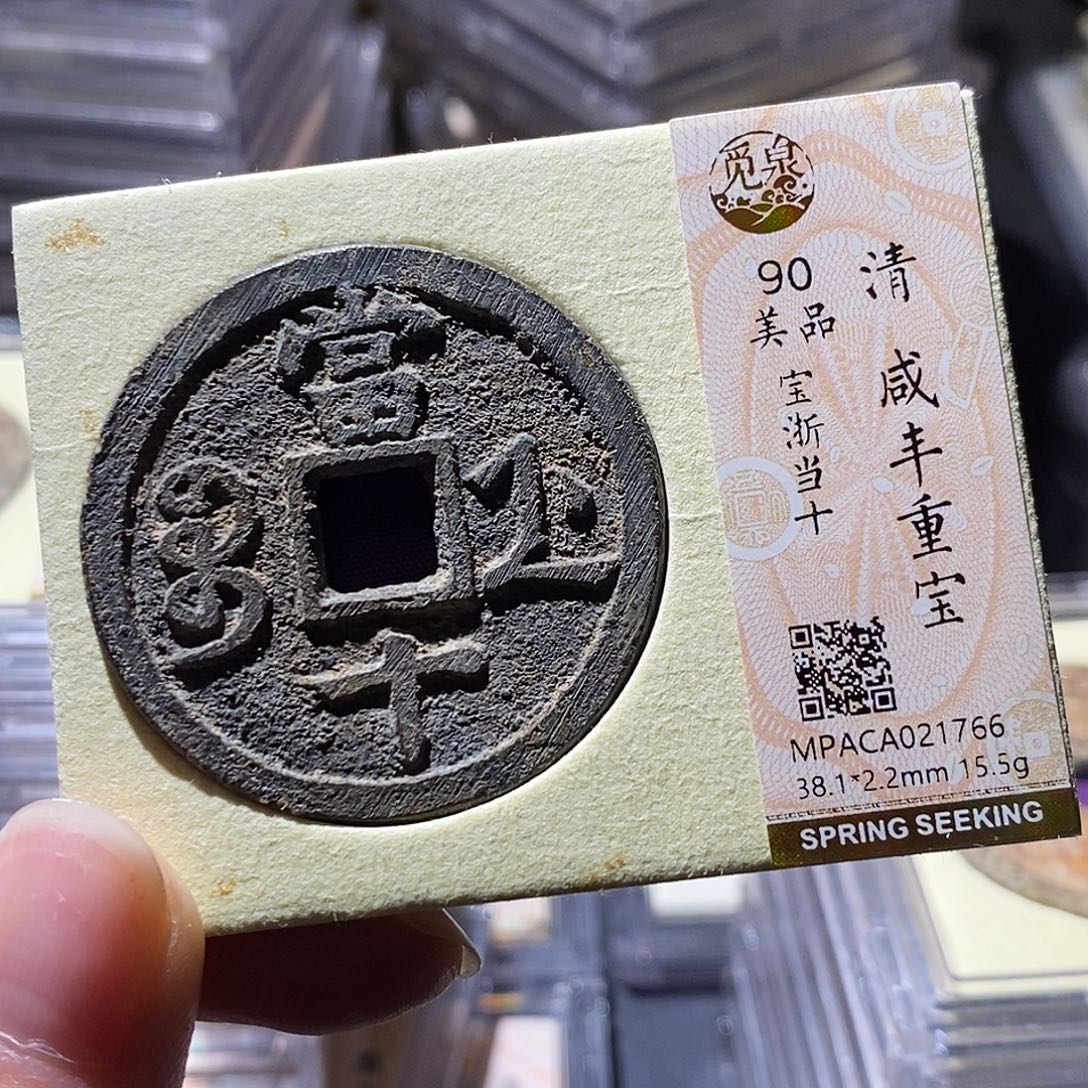 當
十
觅泉
清 咸丰重宝
90
美品
宝浙当十
MPACA021766
38.1*2.2mm 15.5g
SPRING SEEKING